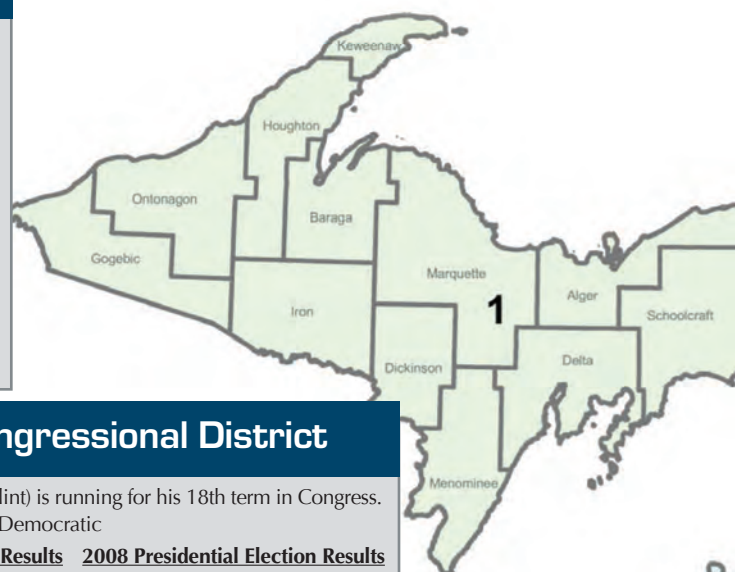 Keweenaw
Houghton
Ontonagon
Baraga
Gogebic
Marquette
Alger
Iron
1
Schoolcraft
Dickinson
Delta
Menominee
ngressional District
lint) is running for his 18th term in Congress.
Democratic
Results 2008 Presidential Election Results